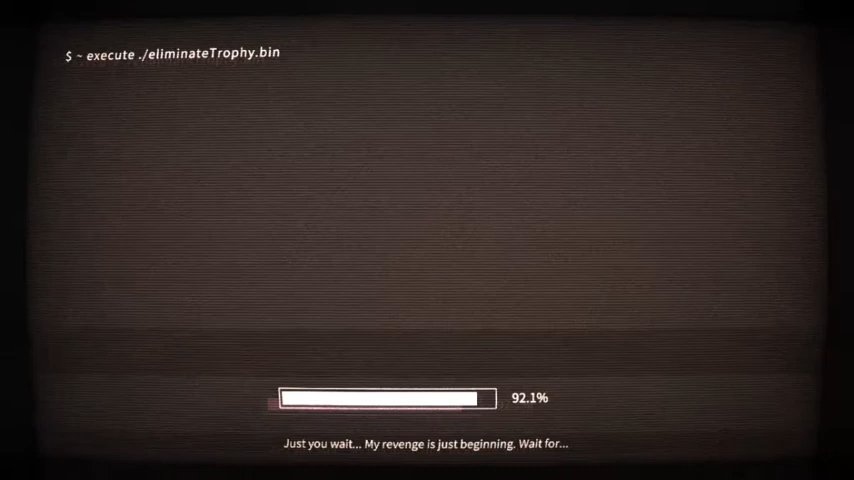 $ ~ execute ./eliminateTrophy.bin
92.1%
Just you wait... My revenge is just beginning. Wait for...